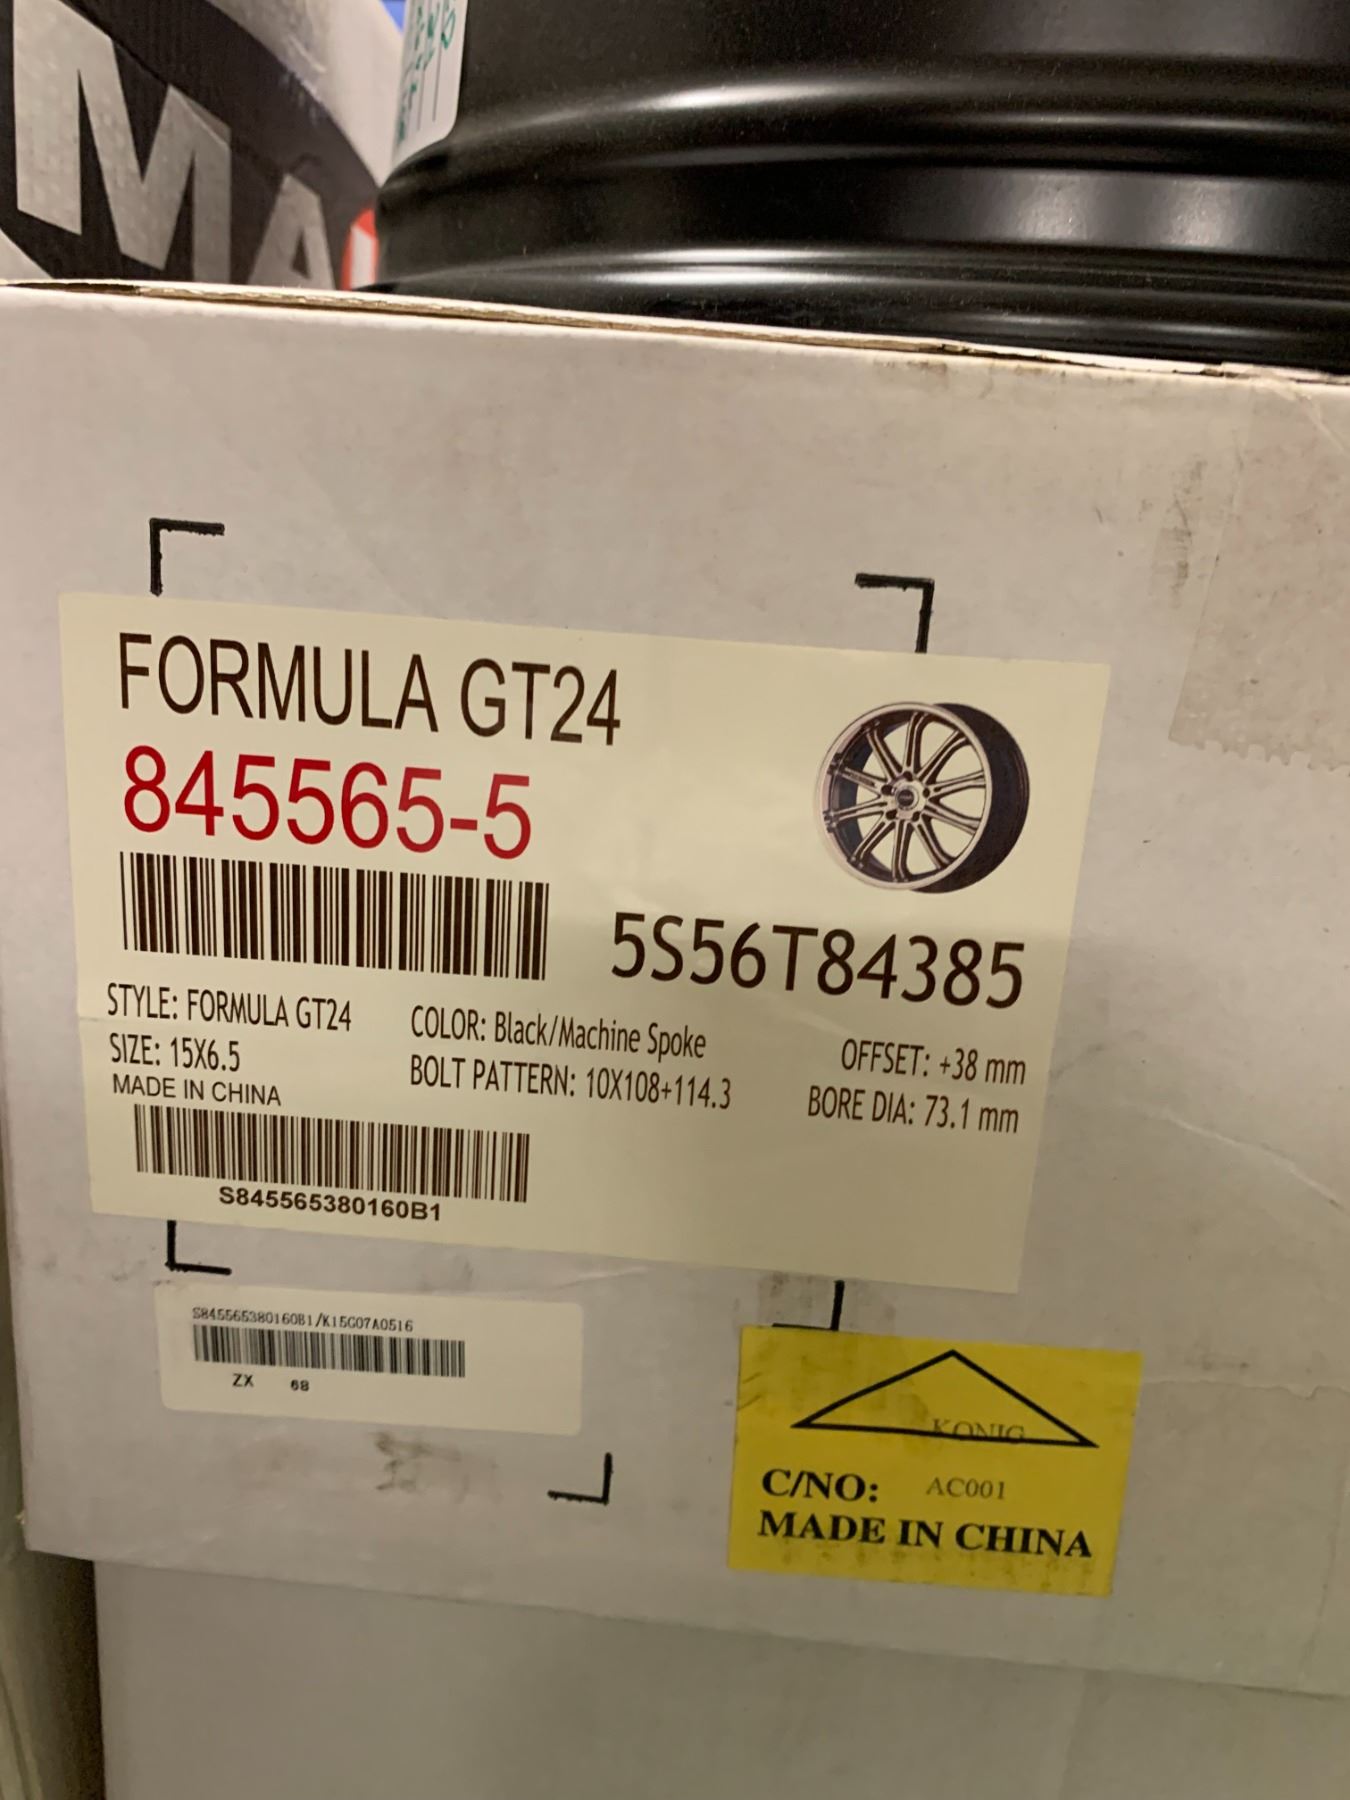 MA
FORMULA GT24
845565-5
5S56T84385
STYLE: FORMULA GT24
COLOR: Black/Machine Spoke
OFFSET: +38 mm
SIZE: 15X6.5
BOLT PATTERN: 10X108+114.3
BORE DIA: 73.1 mm
MADE IN CHINA
S845565380160B1
S845565380160B1/K15G07A0516
ZX 68
KONIG
C/NO: AC001
MADE IN CHINA